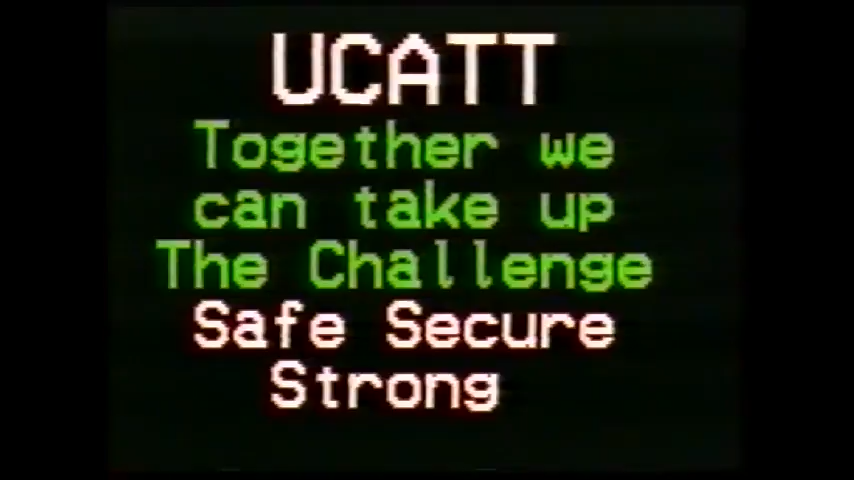 UCATT
Together we
can take up
The Challenge
Safe Secure
Strong